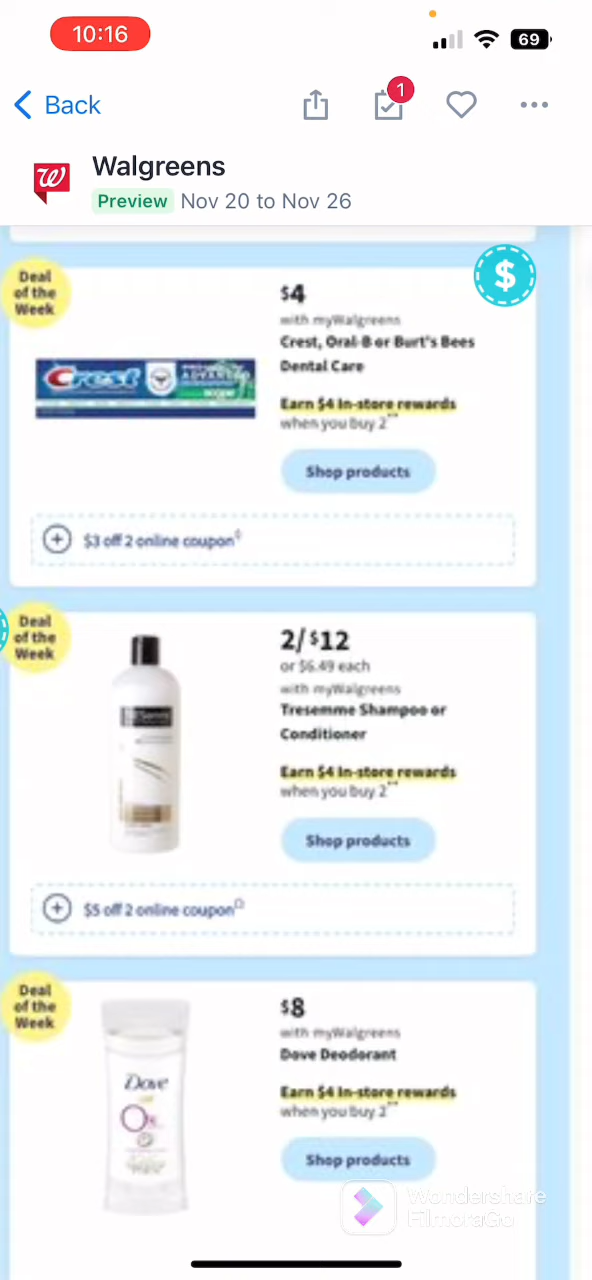 10:16
69
Back
1
W
Walgreens
Preview Nov 20 to Nov 26
Deal
of the
Week
$
$4
with myWalgreens
Crest, Oral-B or Burt's Bees
Dental Care
Crest
Earn $4 In-store rewards
when you buy 2**
Shop products
$3 off 2 online coupon
Deal
of the
Week
2/$12
or $6.49 each
with myWalgreens
Tresemme Shampoo or
Conditioner
Earn $4 In-store rewards
when you buy 2**
Shop products
$5 off 2 online coupon
Deal
of the
Week
$8
with myWalgreens
Dove Deodorant
Dove
0%
Earn $4 In-store rewards
when you buy 2**
Shop products
Wondershare
FilmoraGo